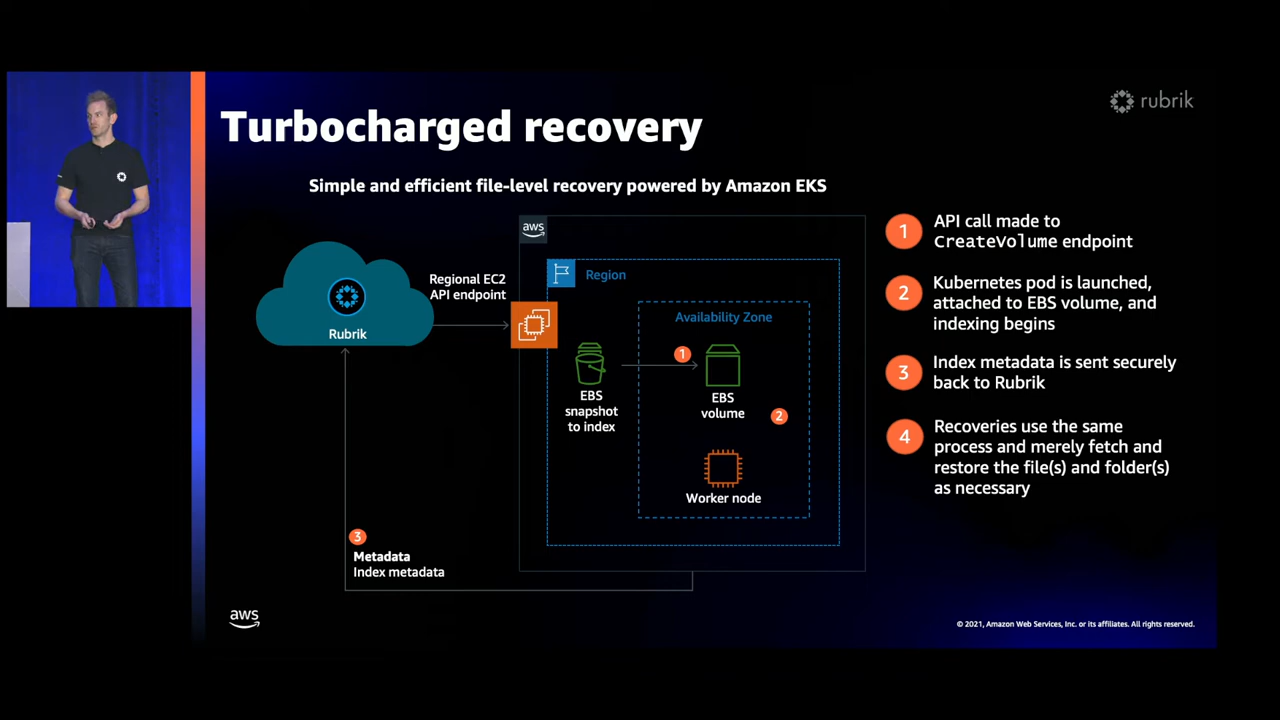 rubrik
Turbocharged recovery
Simple and efficient file-level recovery powered by Amazon EKS
aws
Regional EC2
API endpoint
Region
Availability Zone
Rubrik
1
EBS
snapshot
to index
EBS
volume
2
Worker node
3
Metadata
Index metadata
1
API call made to
CreateVolume endpoint
2
Kubernetes pod is launched,
attached to EBS volume, and
indexing begins
3
Index metadata is sent securely
back to Rubrik
4
Recoveries use the same
process and merely fetch and
restore the file(s) and folder(s)
as necessary
aws
© 2021, Amazon Web Services, Inc. or its affiliates. All rights reserved.